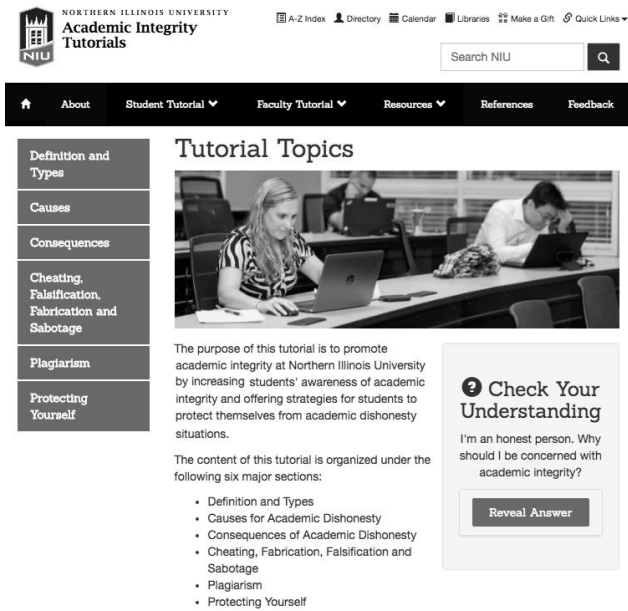 NORTHERN ILLINOIS UNIVERSITY
Academic Integrity
Tutorials
NIU
A-Z Index Directory Calendar Libraries Make a Gift Quick Links
Search NIU
About Student Tutorial Faculty Tutorial Resources References Feedback
Definition and
Types
Causes
Consequences
Cheating,
Falsification,
Fabrication and
Sabotage
Plagiarism
Protecting
Yourself
Tutorial Topics
The purpose of this tutorial is to promote
academic integrity at Northern Illinois University
by increasing students' awareness of academic
integrity and offering strategies for students to
protect themselves from academic dishonesty
situations.
The content of this tutorial is organized under the
following six major sections:
• Definition and Types
• Causes for Academic Dishonesty
• Consequences of Academic Dishonesty
• Cheating, Fabrication, Falsification and
Sabotage
• Plagiarism
• Protecting Yourself
? Check Your
Understanding
I'm an honest person. Why
should I be concerned with
academic integrity?
Reveal Answer